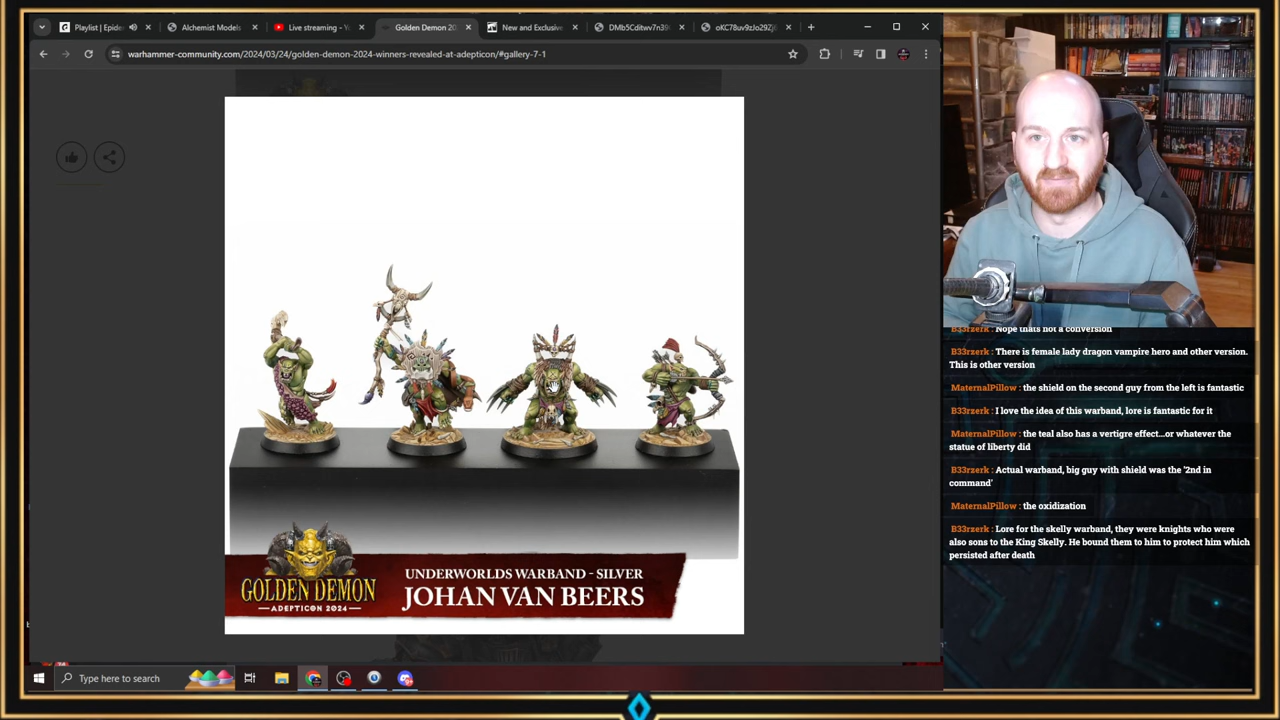 Playlist | Epide
Alchemist Models
Live streaming - Y
Golden Demon 20
New and Exclusive
warhammer-community.com/2024/03/24/golden-demon-2024-winners-revealed-at-adepticon/#gallery-7-1
GOLDEN DEMON
ADEPTICON 2024
UNDERWORLDS WARBAND - SILVER
JOHAN VAN BEERS
B33rzerk : Nope thats not a conversion
B33rzerk : There is female lady dragon vampire hero and other version.
This is other version
MaternalPillow : the shield on the second guy from the left is fantastic
B33rzerk : I love the idea of this warband, lore is fantastic for it
MaternalPillow : the teal also has a vertigre effect...or whatever the
statue of liberty did
B33rzerk : Actual warband, big guy with shield was the '2nd in
command'
MaternalPillow : the oxidization
B33rzerk : Lore for the skelly warband, they were knights who were
also sons to the King Skelly. He bound them to him to protect him which
persisted after death
Type here to search